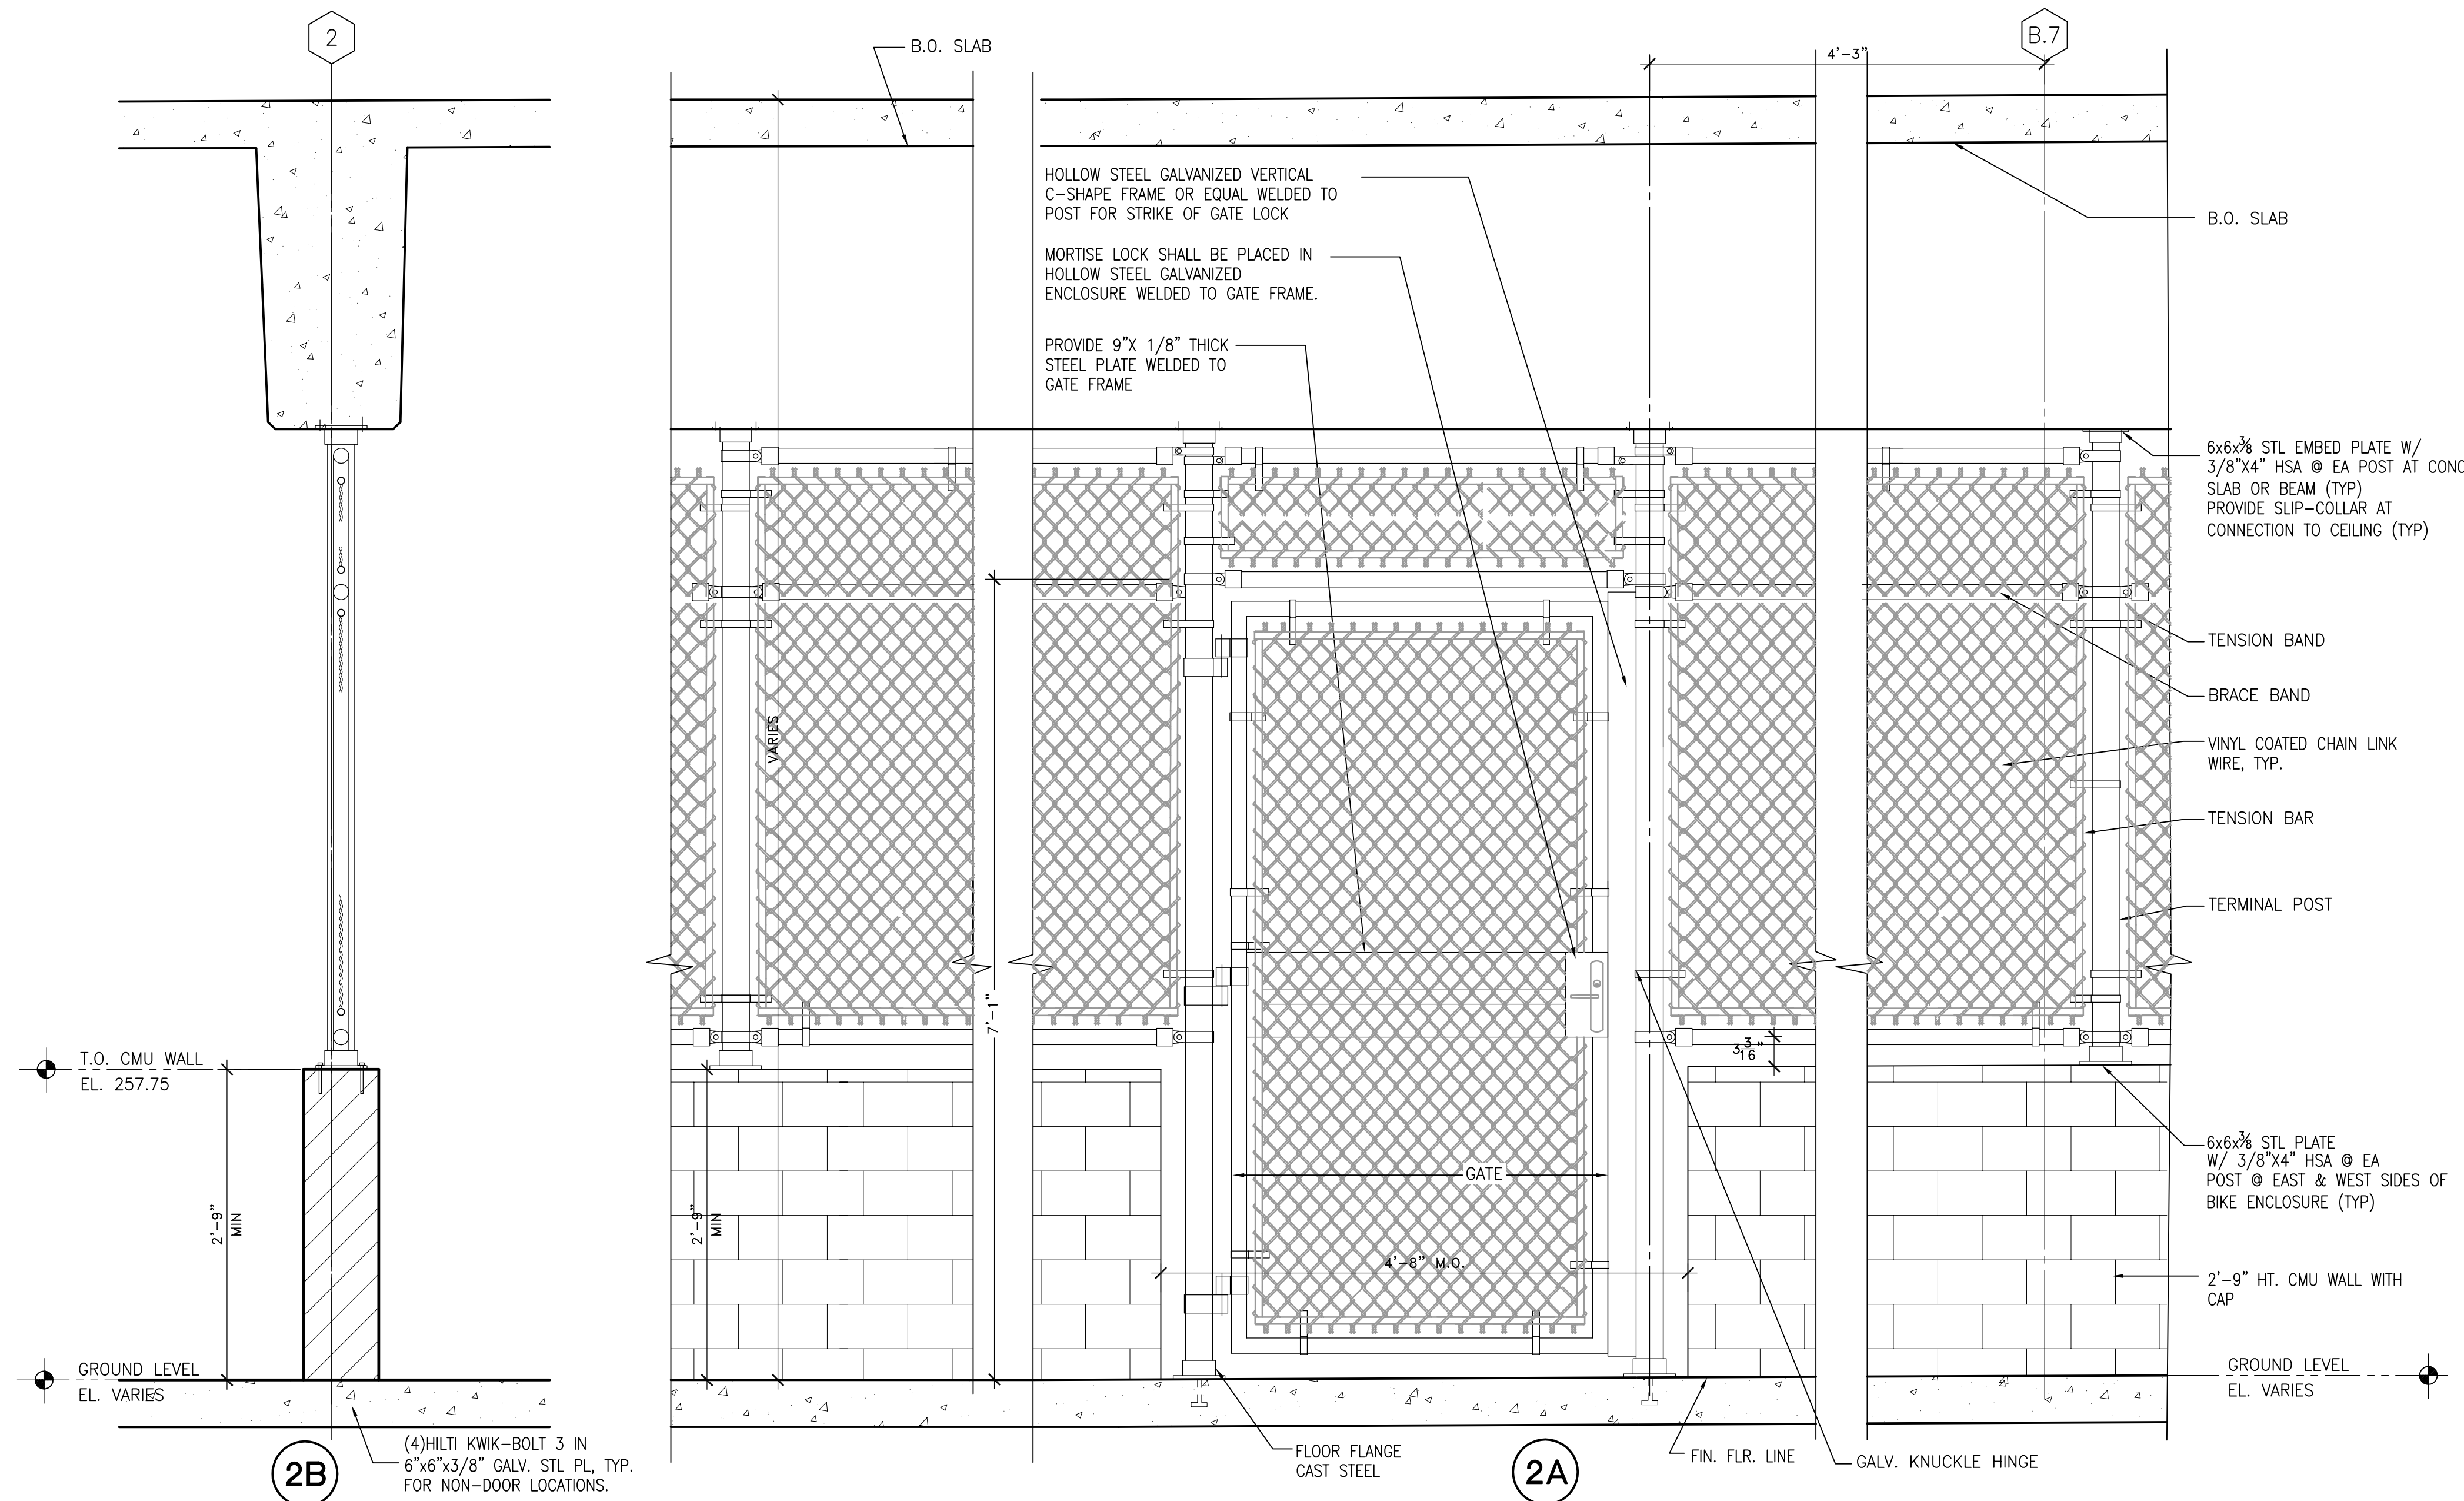 2
B.O. SLAB
4'-3"
B.7
HOLLOW STEEL GALVANIZED VERTICAL
C-SHAPE FRAME OR EQUAL WELDED TO
POST FOR STRIKE OF GATE LOCK
MORTISE LOCK SHALL BE PLACED IN
HOLLOW STEEL GALVANIZED
ENCLOSURE WELDED TO GATE FRAME.
PROVIDE 9"X 1/8" THICK
STEEL PLATE WELDED TO
GATE FRAME
B.O. SLAB
6x6x3/8 STL EMBED PLATE W/
3/8"X4" HSA @ EA POST AT CONC
SLAB OR BEAM (TYP)
PROVIDE SLIP-COLLAR AT
CONNECTION TO CEILING (TYP)
TENSION BAND
BRACE BAND
VINYL COATED CHAIN LINK
WIRE, TYP.
TENSION BAR
TERMINAL POST
VARIES
7'-1"
3 3/16"
T.O. CMU WALL
EL. 257.75
2'-9"
MIN
2'-9"
MIN
GATE
4'-8" M.O.
6x6x3/8 STL PLATE
W/ 3/8"X4" HSA @ EA
POST @ EAST & WEST SIDES OF
BIKE ENCLOSURE (TYP)
2'-9" HT. CMU WALL WITH
CAP
GROUND LEVEL
EL. VARIES
GROUND LEVEL
EL. VARIES
2B
(4)HILTI KWIK-BOLT 3 IN
6"x6"x3/8" GALV. STL PL, TYP.
FOR NON-DOOR LOCATIONS.
FLOOR FLANGE
CAST STEEL
2A
FIN. FLR. LINE
GALV. KNUCKLE HINGE